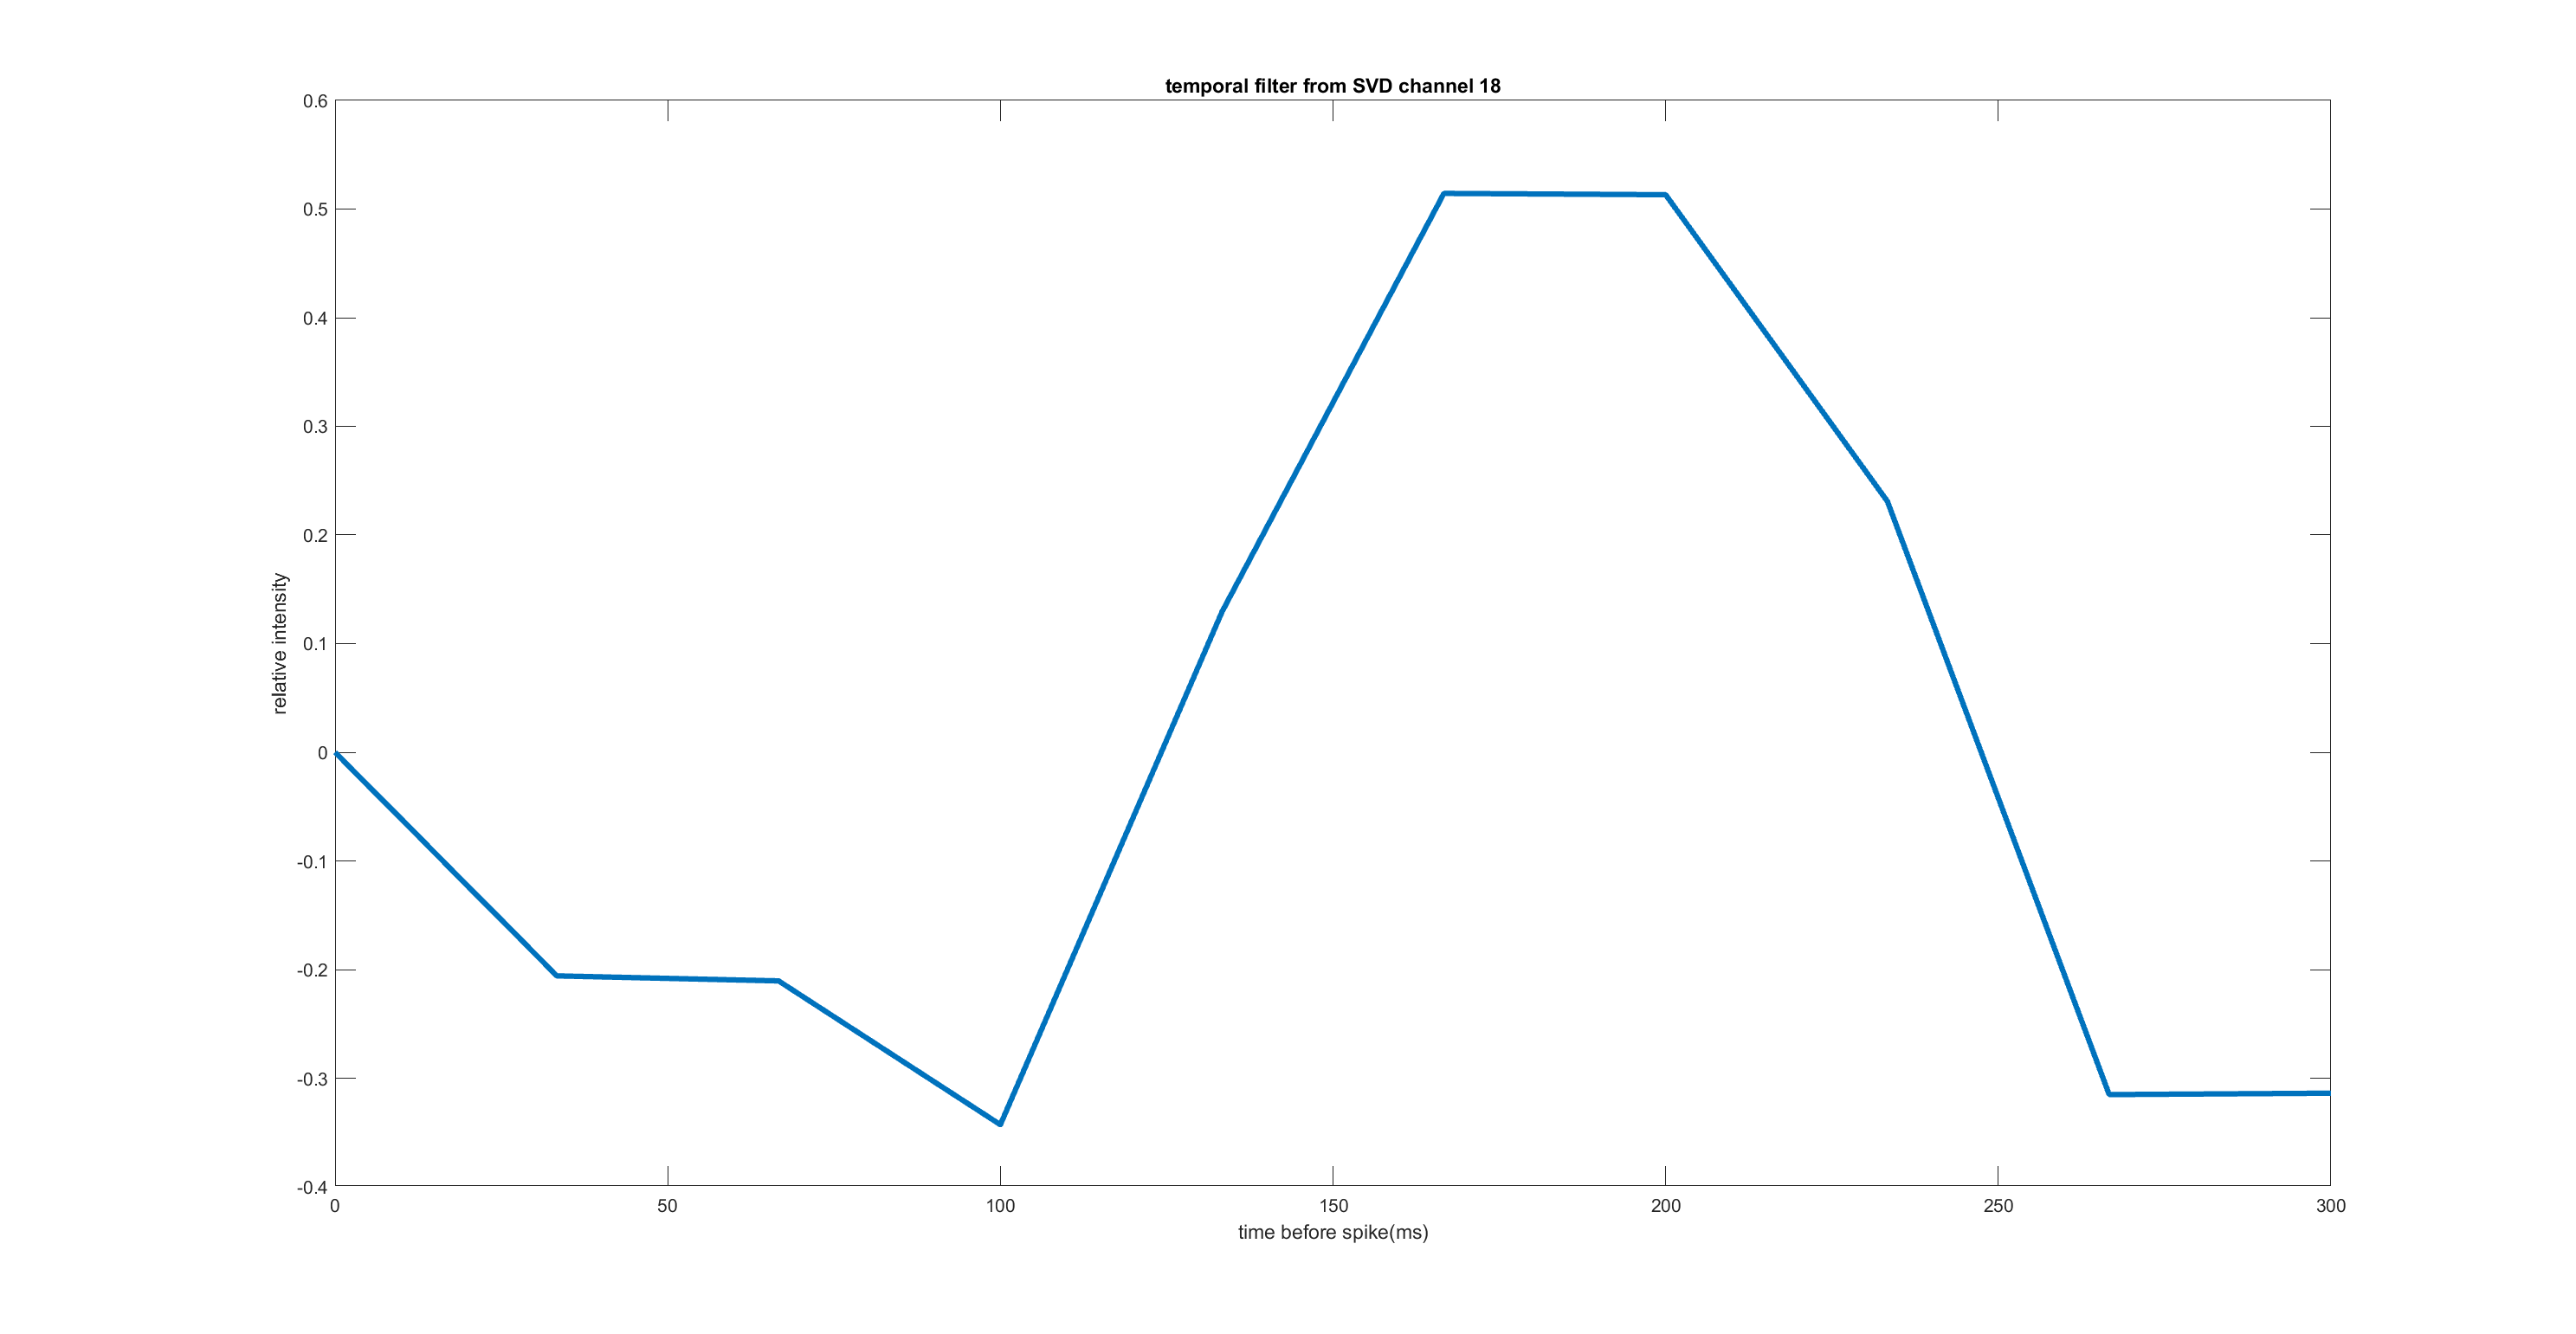 temporal filter from SVD channel 18
0.6
0.5
0.4
0.3
0.2
0.1
0
-0.1
-0.2
-0.3
-0.4
relative intensity
0 50 100 150 200 250 300
time before spike(ms)